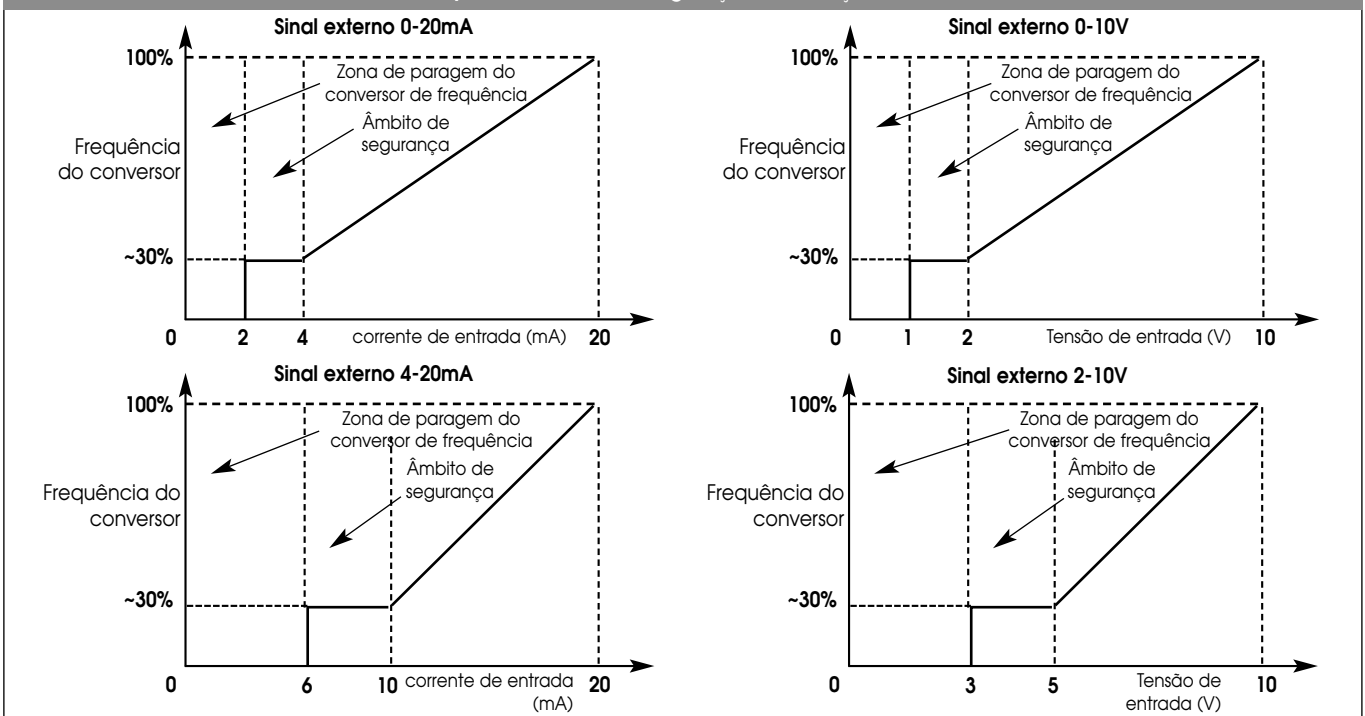 Sinal externo 0-20mA
100%
Zona de paragem do
conversor de frequência
Âmbito de
segurança
Frequência
do conversor
~30%
0 2 4 corrente de entrada (mA) 20
Sinal externo 0-10V
100%
Zona de paragem do
conversor de frequência
Âmbito de
segurança
Frequência
do conversor
~30%
0 1 2 Tensão de entrada (V) 10
Sinal externo 4-20mA
100%
Zona de paragem do
conversor de frequência
Âmbito de
segurança
Frequência do
conversor
~30%
0 6 10 corrente de entrada 20
(mA)
Sinal externo 2-10V
100%
Zona de paragem do
conversor de frequência
Âmbito de
segurança
Frequência do
conversor
~30%
0 3 5 Tensão de 10
entrada (V)